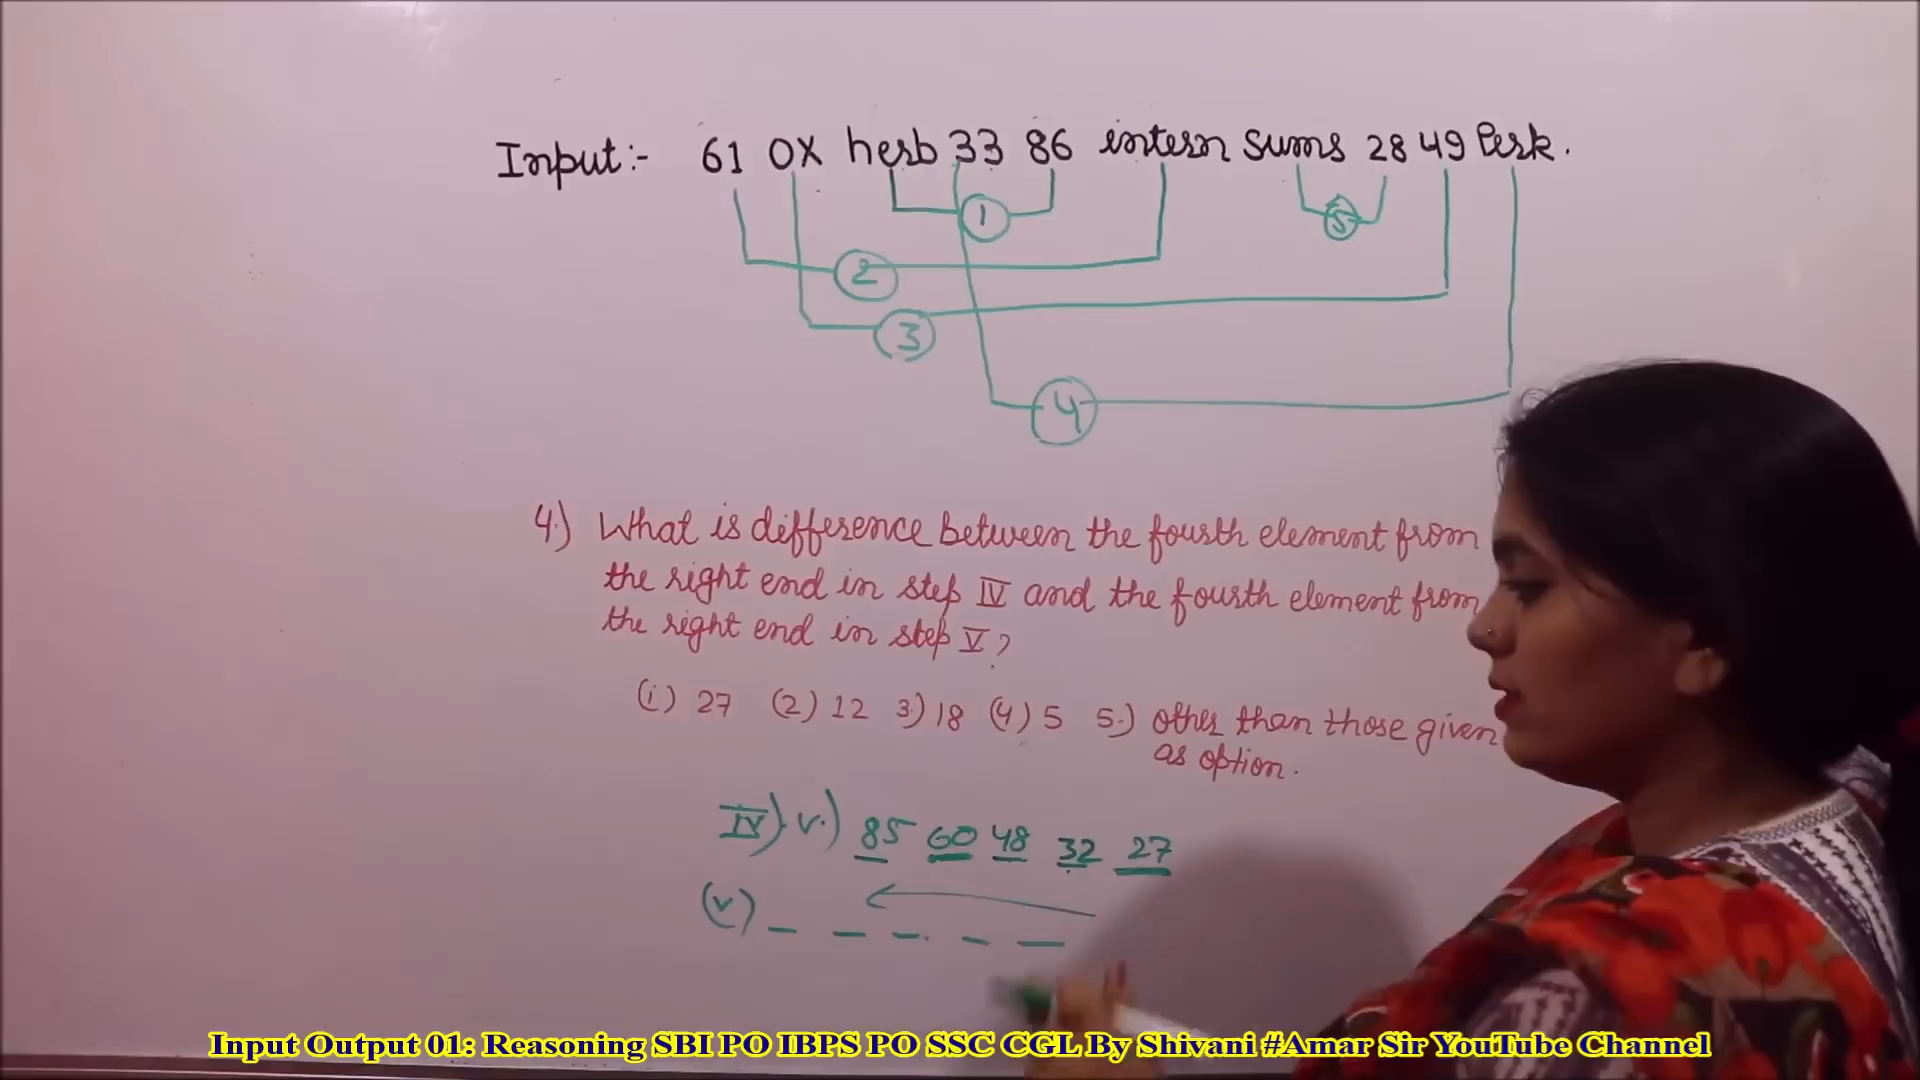 Input:- 61 OX herb 33 86 intern Sums 28 49 Perk.
1
5
2
3
4
4.) What is difference between the fourth element from
the right end in step IV and the fourth element from
the right end in step V?
(i) 27 (2) 12 3) 18 (4) 5 5.) other than those given
as option.
IV) v.) 85 60 48 32 27
(v) _ _ _ _ _
Input Output 01: Reasoning SBI PO IBPS PO SSC CGL By Shivani #Amar Sir YouTube Channel